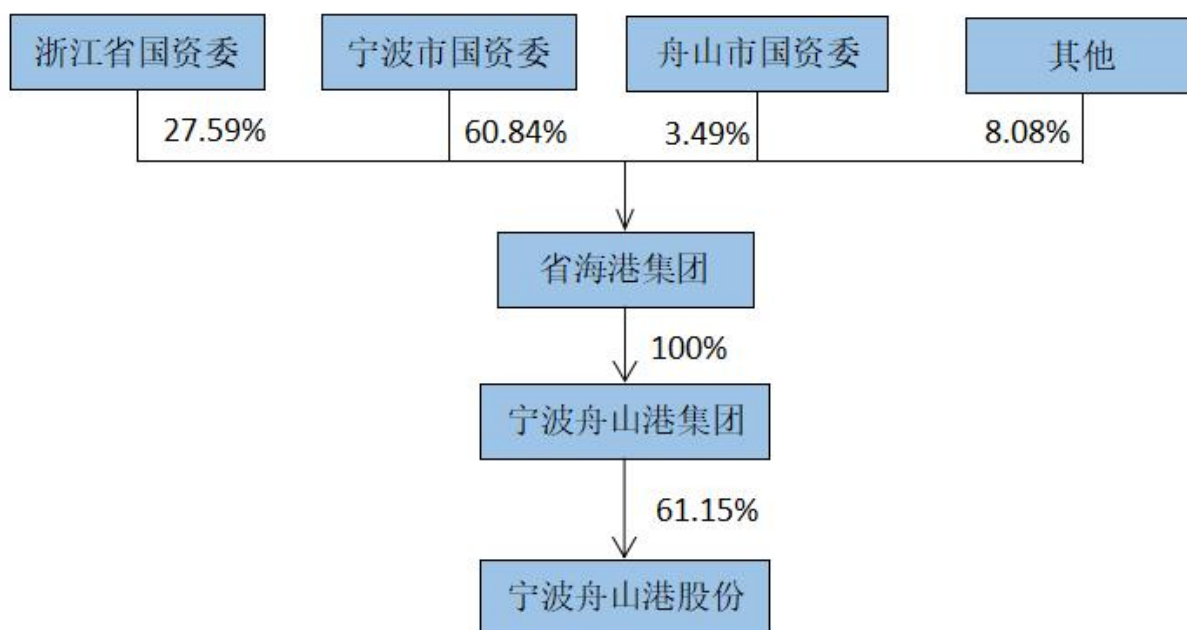 浙江省国资委
宁波市国资委
舟山市国资委
其他
27.59%
60.84%
3.49%
8.08%
省海港集团
100%
宁波舟山港集团
61.15%
宁波舟山港股份